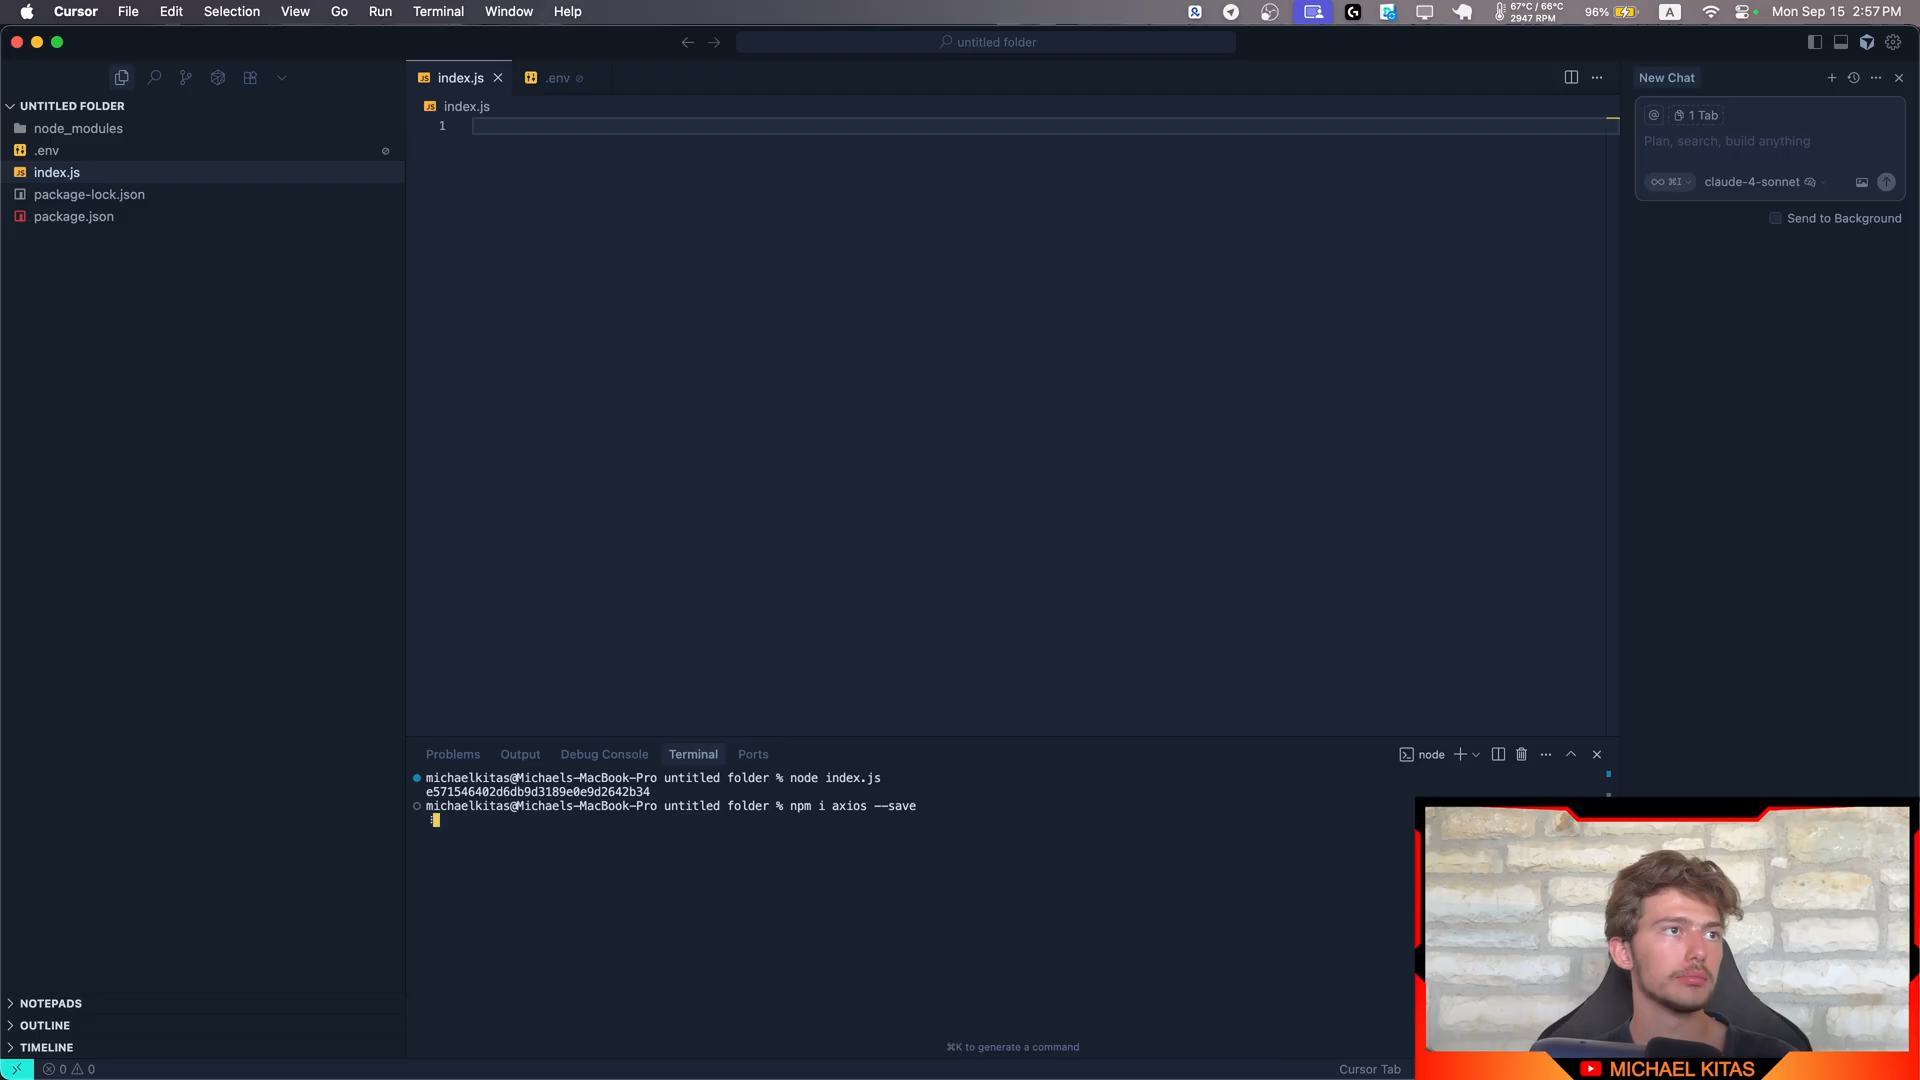 Cursor File Edit Selection View Go Run Terminal Window Help
67°C / 66°C
2947 RPM
96%
A
Mon Sep 15 2:57 PM
untitled folder
UNTITLED FOLDER
node_modules
.env
index.js
package-lock.json
package.json
NOTEPADS
OUTLINE
TIMELINE
0 0
JS index.js
.env
JS index.js
1
Problems Output Debug Console Terminal Ports
node
michaelkitas@Michaels-MacBook-Pro untitled folder % node index.js
e571546402d6db9d3189e0e9d2642b34
michaelkitas@Michaels-MacBook-Pro untitled folder % npm i axios --save
⌘K to generate a command
Cursor Tab
New Chat
@ 1 Tab
Plan, search, build anything
∞ ⌘I
claude-4-sonnet
Send to Background
MICHAEL KITAS